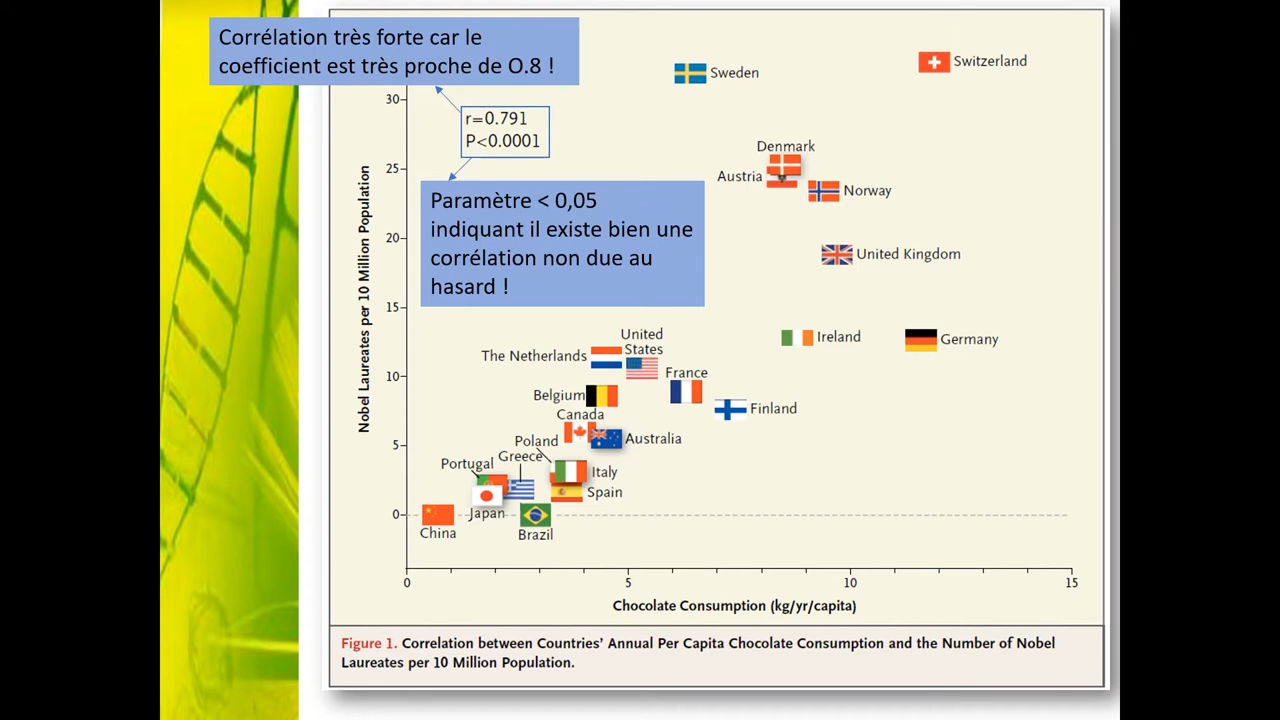 Corrélation très forte car le
coefficient est très proche de O.8 !
r=0.791
P<0.0001
Paramètre < 0,05
indiquant il existe bien une
corrélation non due au
hasard !
Nobel Laureates per 10 Million Population
30
25
20
15
10
5
0
Sweden
Switzerland
Denmark
Austria
Norway
United Kingdom
Ireland
Germany
United
States
The Netherlands
France
Belgium
Finland
Canada
Australia
Poland
Greece
Portugal
Italy
Spain
Japan
China
Brazil
0
5
10
15
Chocolate Consumption (kg/yr/capita)
Figure 1. Correlation between Countries’ Annual Per Capita Chocolate Consumption and the Number of Nobel
Laureates per 10 Million Population.